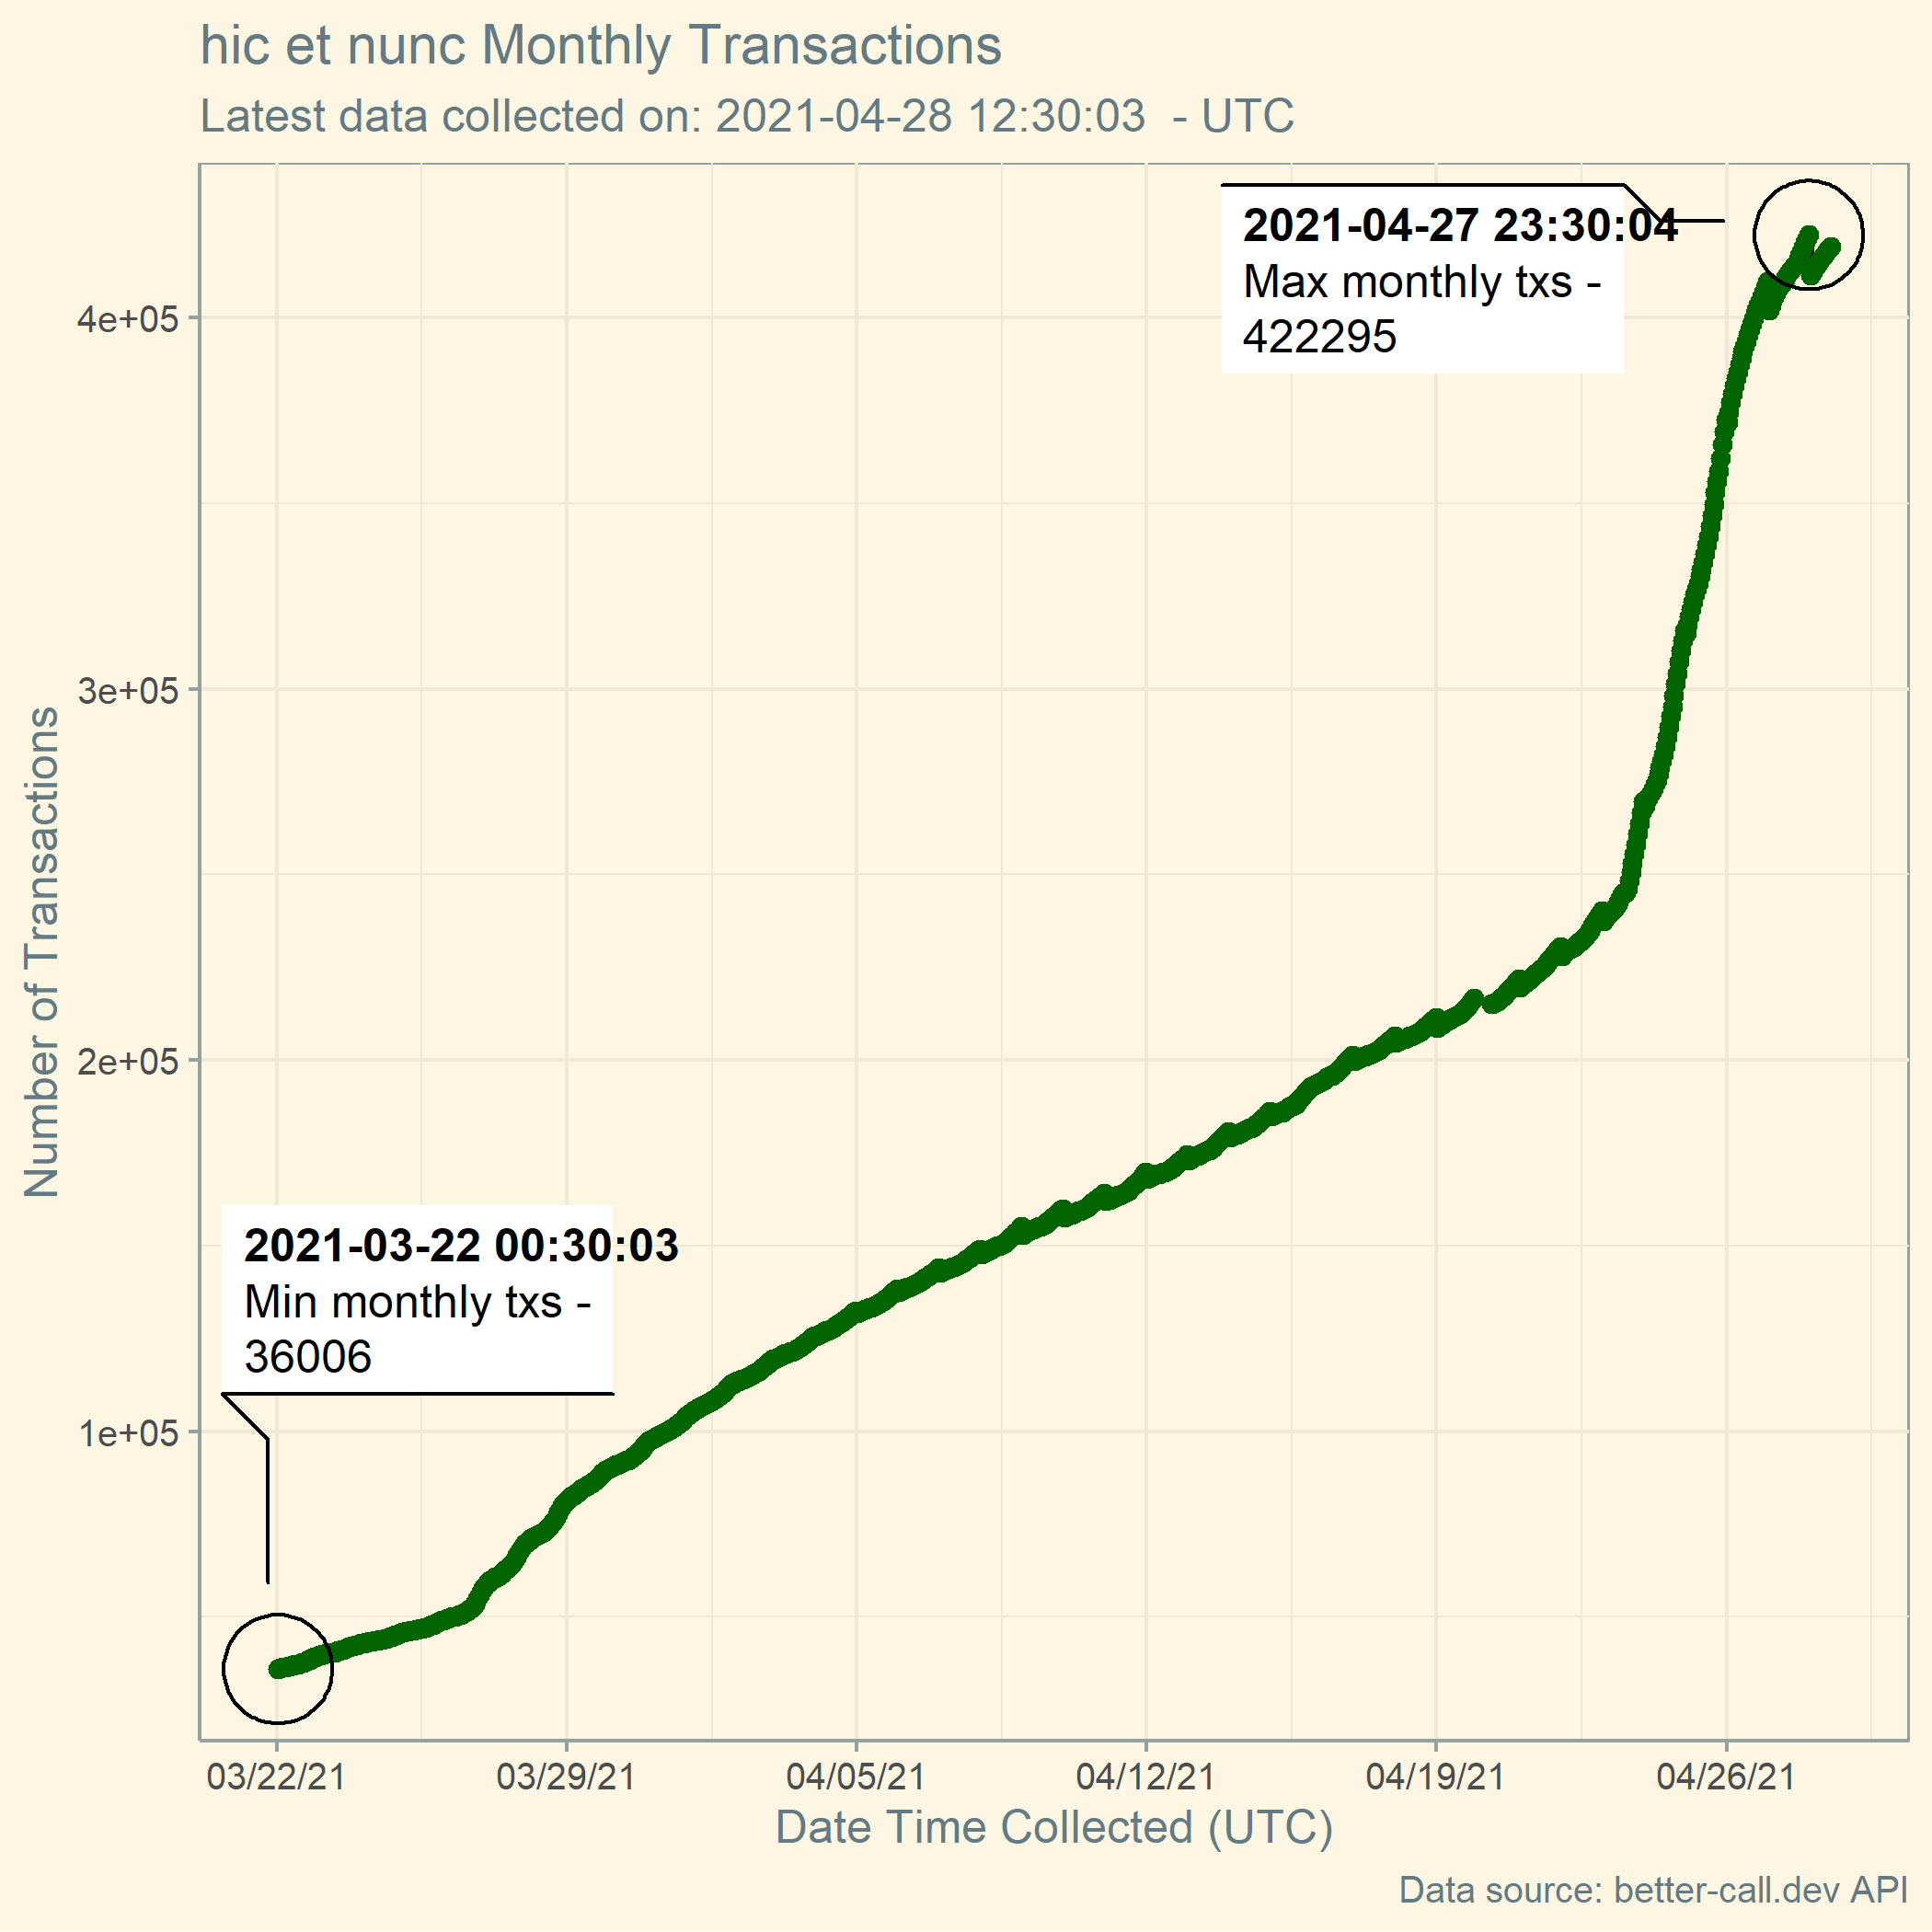 hic et nunc Monthly Transactions
Latest data collected on: 2021-04-28 12:30:03  - UTC
2021-04-27 23:30:04
Max monthly txs -
422295
4e+05
3e+05
2e+05
1e+05
Number of Transactions
2021-03-22 00:30:03
Min monthly txs -
36006
03/22/21 03/29/21 04/05/21 04/12/21 04/19/21 04/26/21
Date Time Collected (UTC)
Data source: better-call.dev API